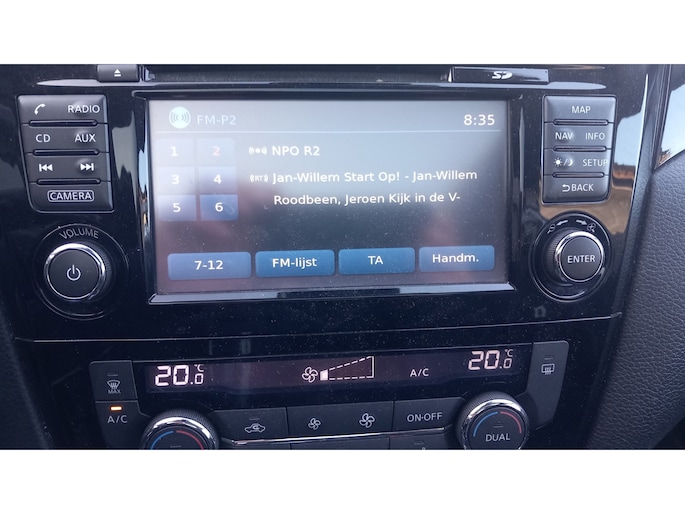 SD
RADIO
CD AUX
CAMERA
VOLUME
FM-P2 8:35
1 2
3 4
5 6
NPO R2
Jan-Willem Start Op! - Jan-Willem
Roodbeen, Jeroen Kijk in de V-
7-12 FM-lijst TA Handm.
MAP
NAV INFO
SETUP
BACK
ENTER
20.0 °C A/C 20.0 °C
MAX
A/C
ON·OFF
DUAL